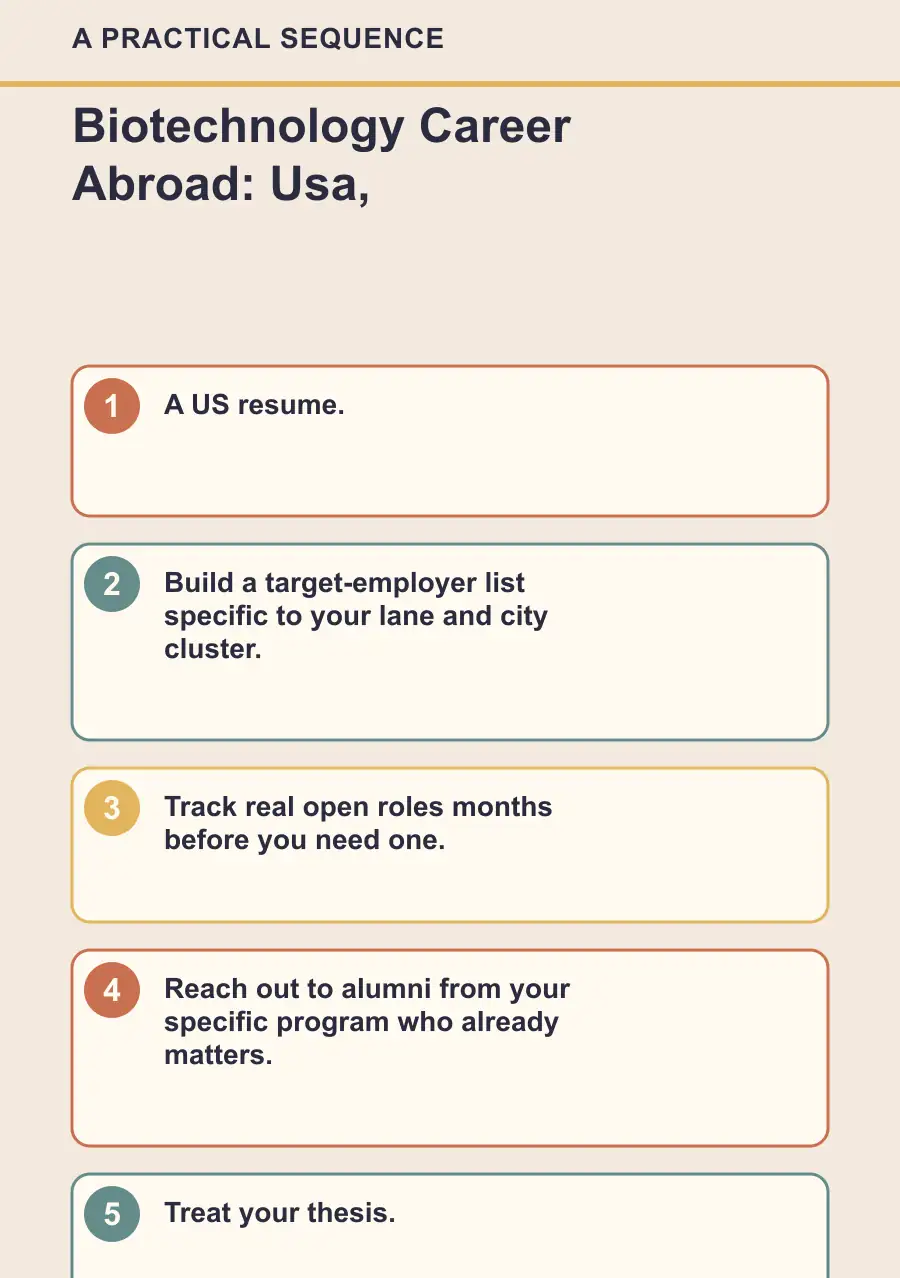 A PRACTICAL SEQUENCE
Biotechnology Career
Abroad: Usa,
1
A US resume.
2
Build a target-employer list
specific to your lane and city
cluster.
3
Track real open roles months
before you need one.
4
Reach out to alumni from your
specific program who already
matters.
5
Treat your thesis.